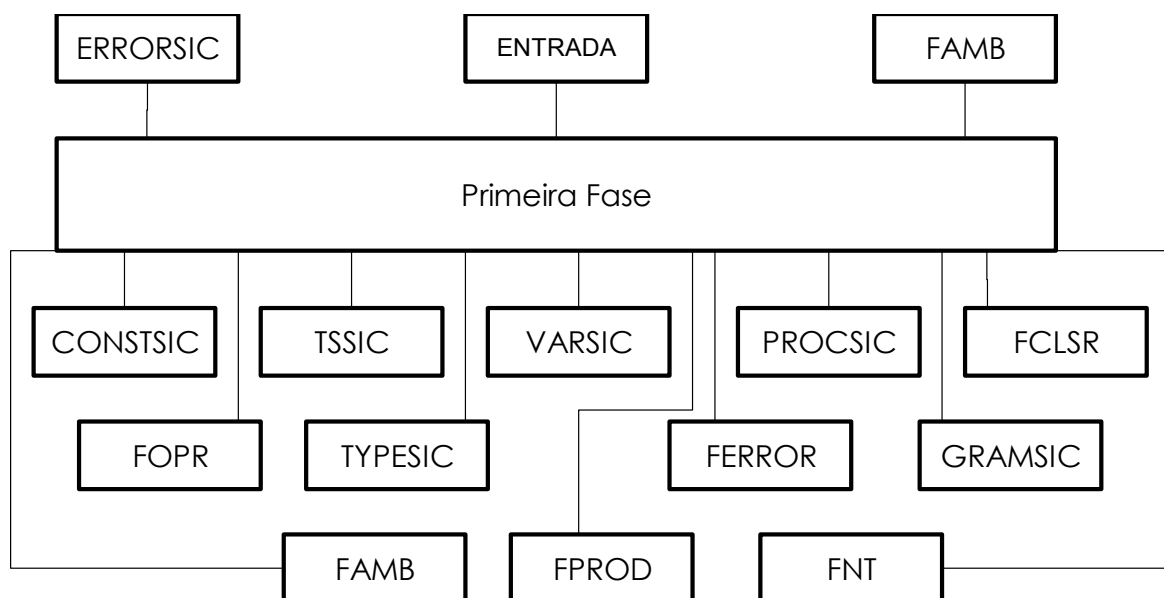 ERRORSIC ENTRADA FAMB
Primeira Fase
CONSTSIC TSSIC VARSIC PROCSIC FCLSR
FOPR TYPESIC FERROR GRAMSIC
FAMB FPROD FNT